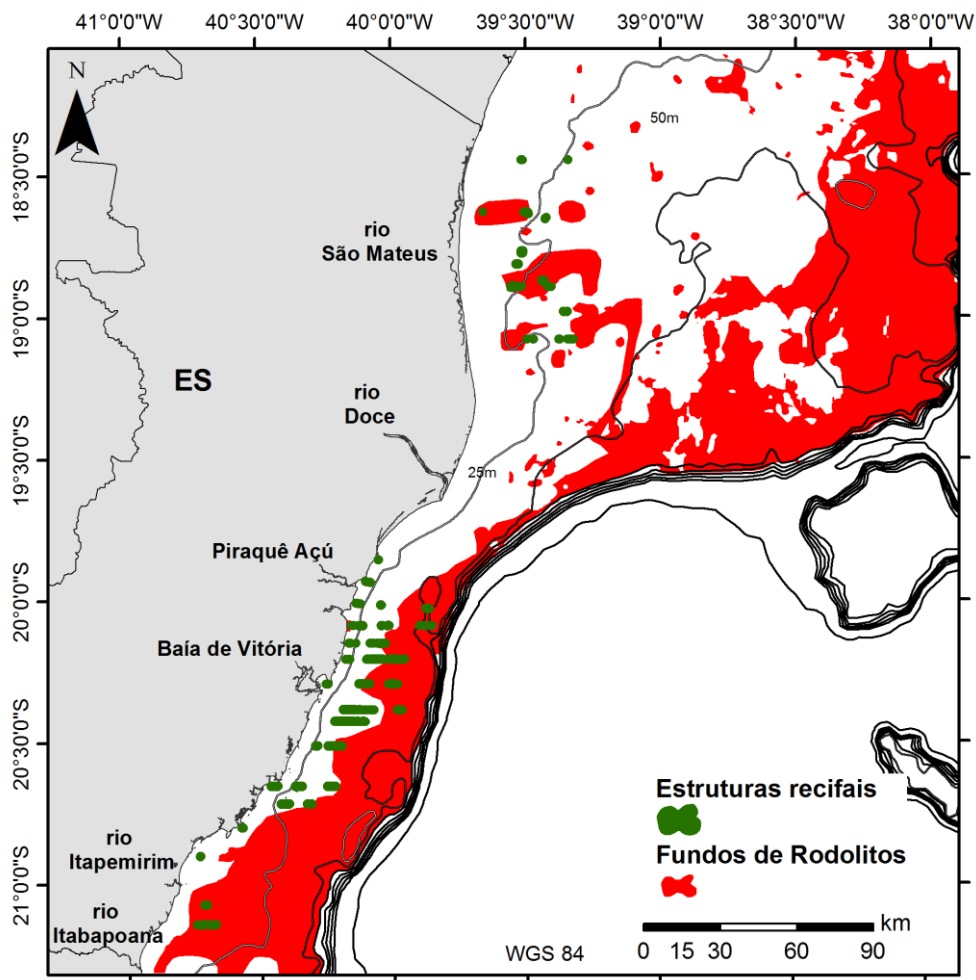 41°0'0"W 40°30'0"W 40°00'W 39°30'0"W 39°0'0"W 38°30'0"W 38°0'0"W
N
50m
18°30'0"S
rio
São Mateus
19°0'0"S
ES
rio
Doce
19°30'0"S
25m
Piraquê Açú
20°0'0"S
Baía de Vitória
20°30'0"S
Estruturas recifais
rio
Itapemirim
Fundos de Rodolitos
21°0'0"S
rio
Itabapoana
km
WGS 84
0 15 30 60 90